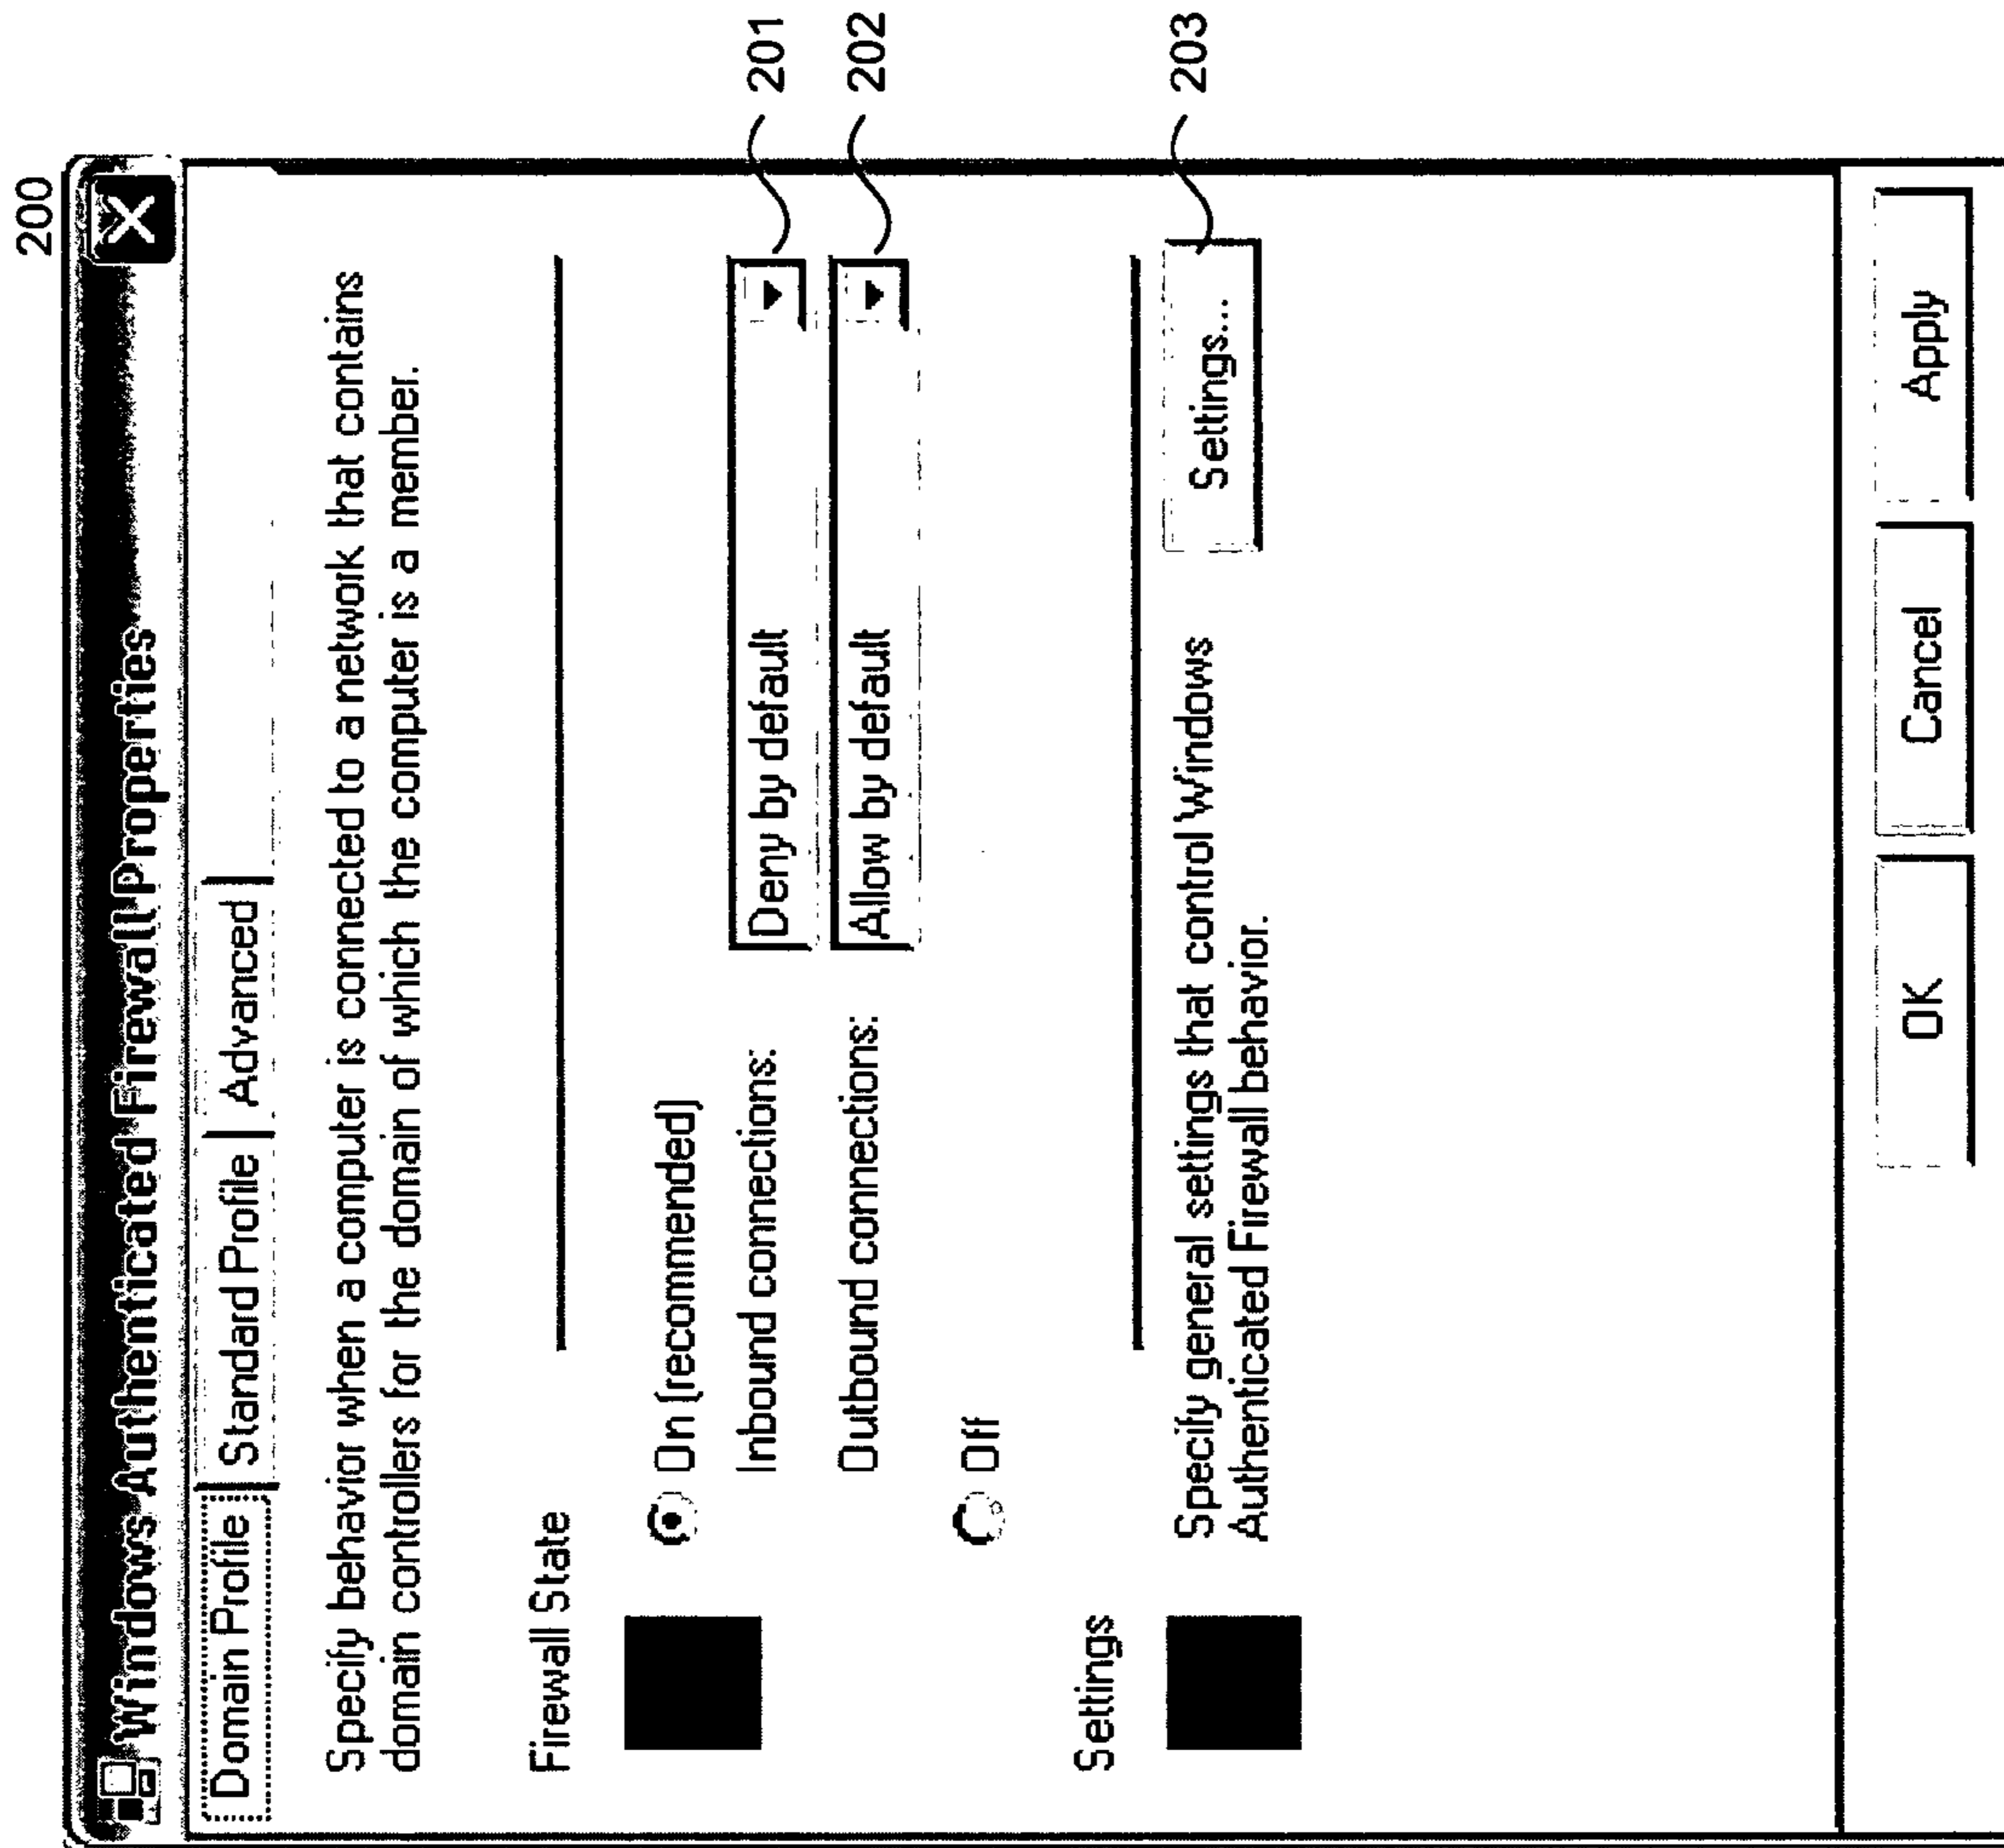 200
Windows Authenticated Firewall Properties
X
Domain Profile Standard Profile Advanced
Specify behavior when a computer is connected to a network that contains
domain controllers for the domain of which the computer is a member.
Firewall State
On (recommended)
Inbound connections: Deny by default 201
Outbound connections: Allow by default 202
Off
Settings
Specify general settings that control Windows
Authenticated Firewall behavior.
Settings... 203
OK Cancel Apply